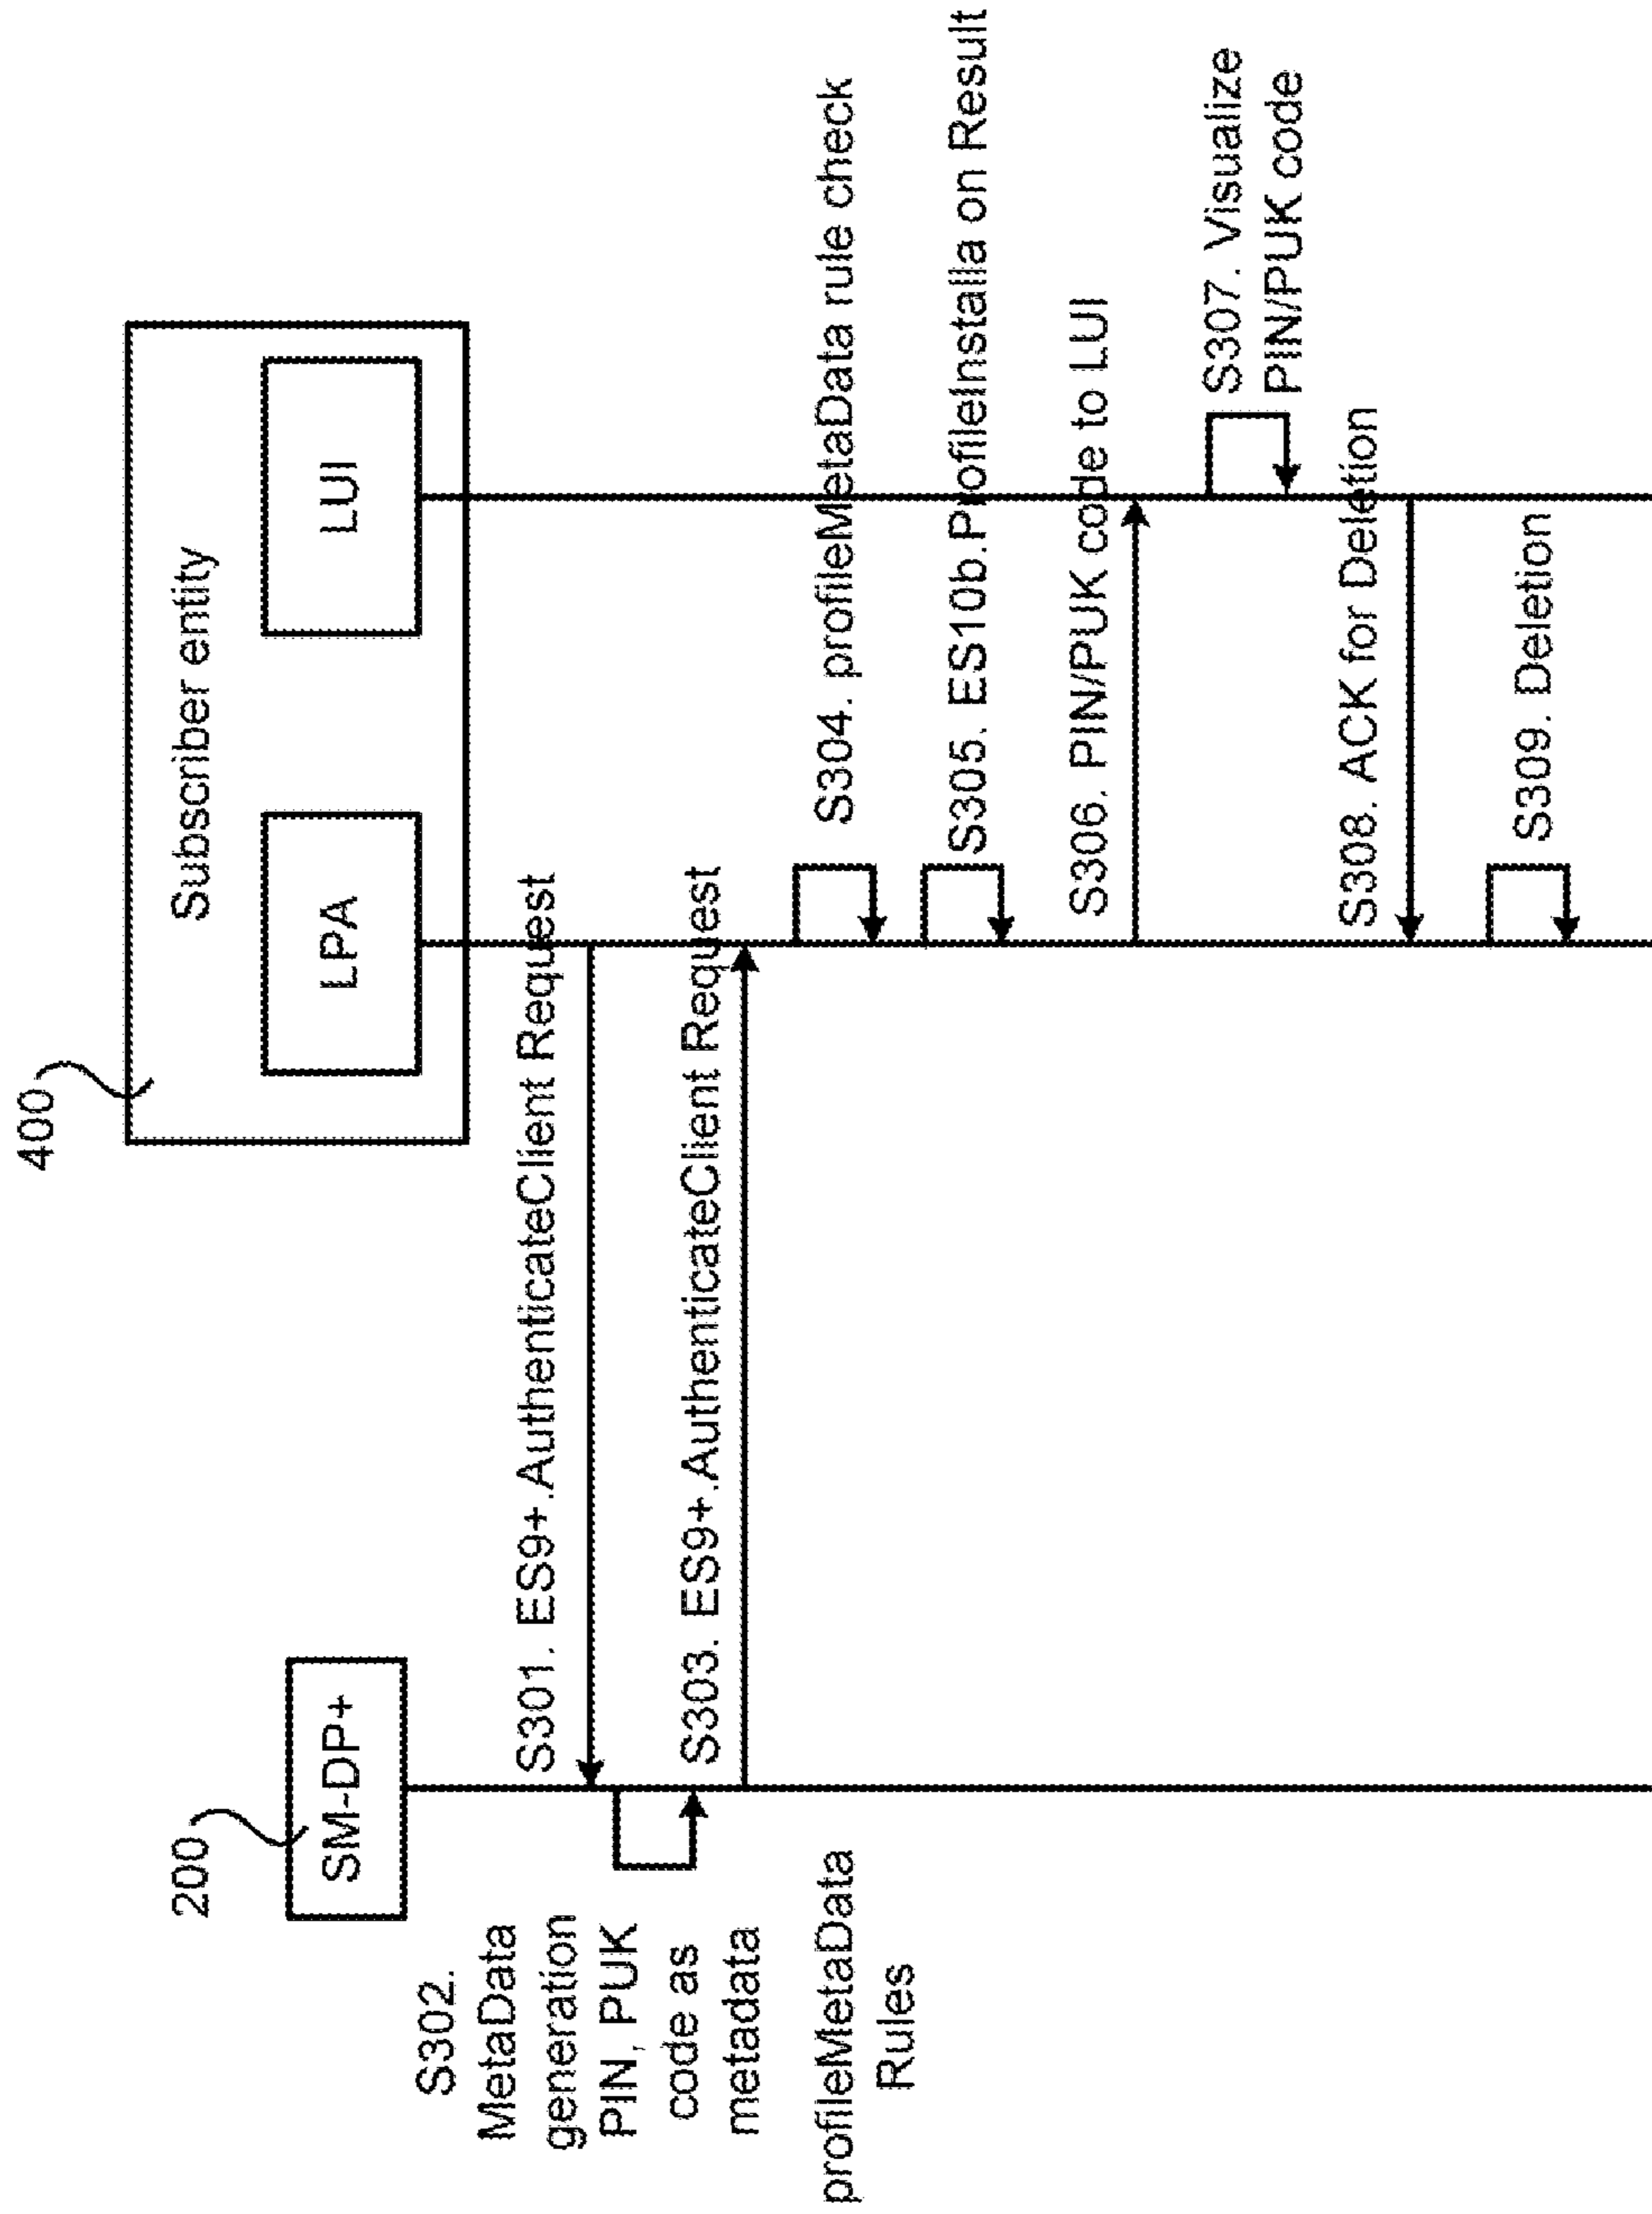 400
Subscriber entity
200
SM-DP+
LPA
LUI
S301. ES9+.AuthenticateClient Request
S302.
MetaData
generation
PIN, PUK
code as
metadata
S303. ES9+.AuthenticateClient Request
profileMetaData
Rules
S304. profileMetaData rule check
S305. ES10b.ProfileInstalla on Result
S306. PIN/PUK code to LUI
S307. Visualize
PIN/PUK code
S308. ACK for Deletion
S309. Deletion